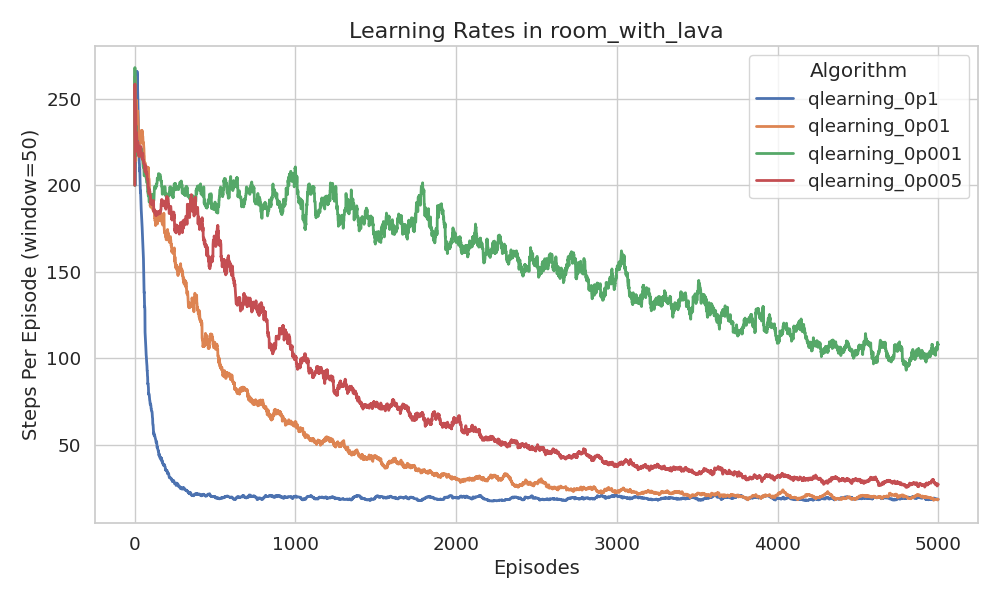 Learning Rates in room_with_lava
Algorithm
qlearning_0p1
qlearning_0p01
qlearning_0p001
qlearning_0p005
Steps Per Episode (window=50)
250
200
150
100
50
0
1000
2000
3000
4000
5000
Episodes